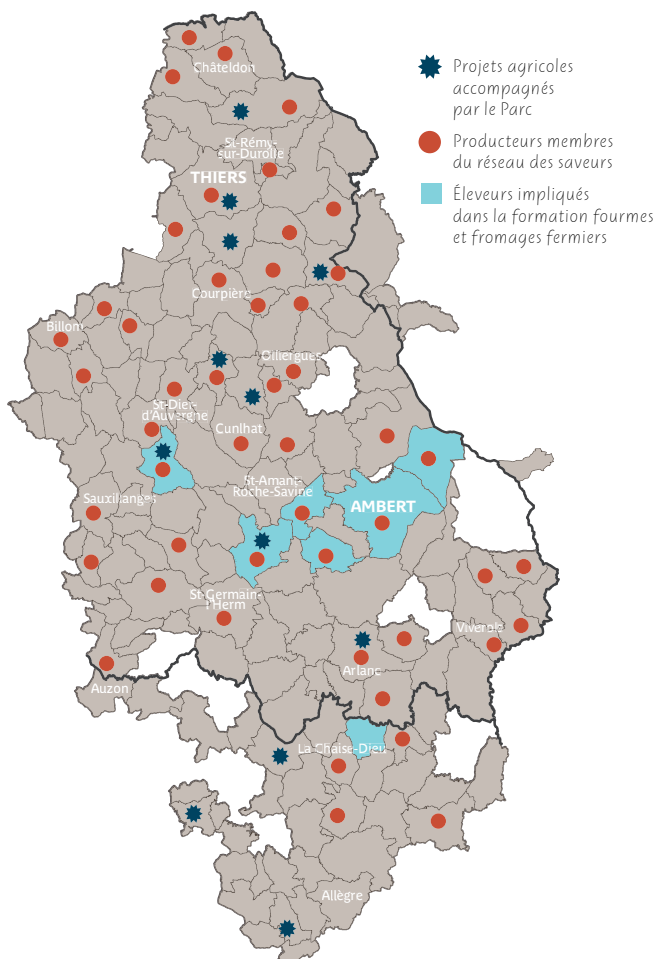 Projets agricoles
accompagnés
par le Parc
Producteurs membres
du réseau des saveurs
Éleveurs impliqués
dans la formation fourmes
et fromages fermiers
Châteldon
St-Rémy-
sur-Durolle
THIERS
Courpière
Billom
Olliergues
St-Dier-
d'Auvergne
Cunlhat
St-Amant-
Roche-Savine
Sauxillanges
AMBERT
St-Germain-
l'Herm
Viverols
Arlanc
Auzon
La Chaise-Dieu
Allègre